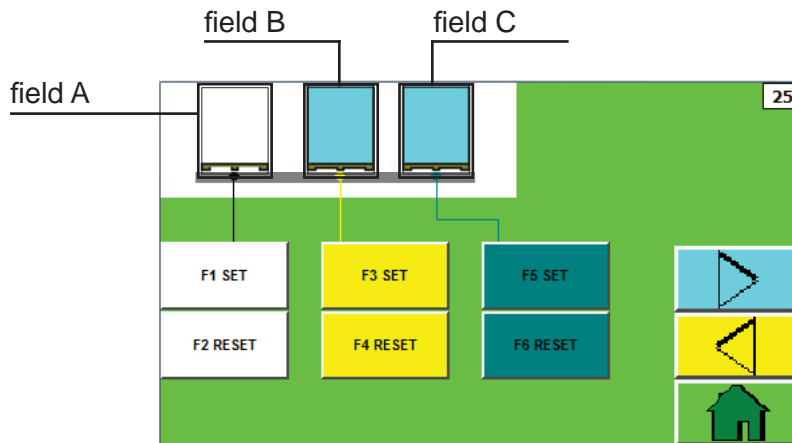 field B
field C
field A
25
F1 SET
F3 SET
F5 SET
F2 RESET
F4 RESET
F6 RESET